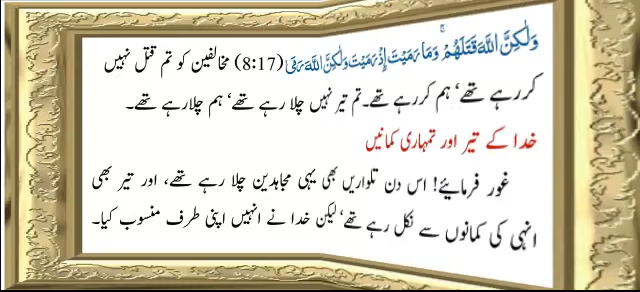 وَلٰكِنَّ اللّٰهَ قَتَلَهُمْ ۚ وَمَا رَمَيْتَ اِذْ رَمَيْتَ وَلٰكِنَّ اللّٰهَ رَمٰى (8:17) مخالفین کو تم قتل نہیں
کر رہے تھے‘ ہم کر رہے تھے۔ تم تیر نہیں چلا رہے تھے‘ ہم چلا رہے تھے۔
خدا کے تیر اور تمہاری کمانیں
غور فرمایئے! اس دن تلواریں بھی یہی مجاہدین چلا رہے تھے، اور تیر بھی
انہی کی کمانوں سے نکل رہے تھے‘ لیکن خدا نے انہیں اپنی طرف منسوب کیا۔